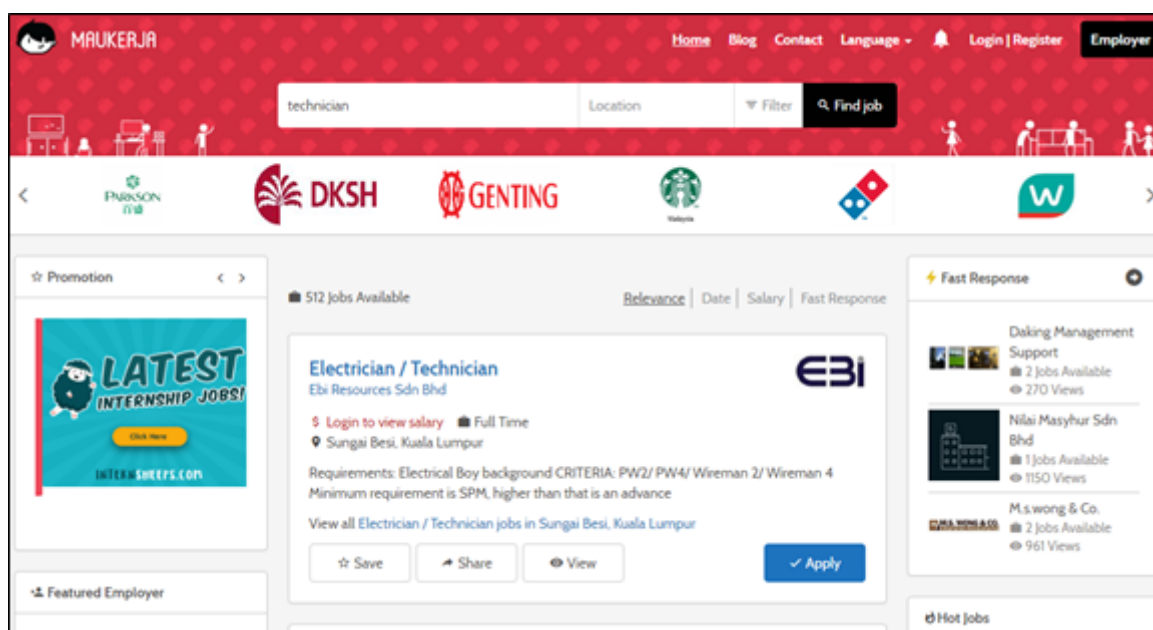 MAUKERJA
Home Blog Contact Language Login | Register Employer
technician Location Filter Find job
PARKSON
DKSH
GENTING
Malaysia
W
Promotion
LATEST
INTERNSHIP JOBS!
Click Here
INTERNSHEEPS.COM
Featured Employer
512 Jobs Available
Relevance | Date | Salary | Fast Response
Electrician / Technician
Ebi Resources Sdn Bhd
EBi
$ Login to view salary Full Time
Sungai Besi, Kuala Lumpur
Requirements: Electrical Boy background CRITERIA: PW2/ PW4/ Wireman 2/ Wireman 4
Minimum requirement is SPM, higher than that is an advance
View all Electrician / Technician jobs in Sungai Besi, Kuala Lumpur
Save Share View Apply
Fast Response
Daking Management
Support
2 Jobs Available
270 Views
Nilai Masyhur Sdn
Bhd
1 Jobs Available
1150 Views
M.S. WONG & CO.
M.s.wong & Co.
2 Jobs Available
961 Views
Hot Jobs